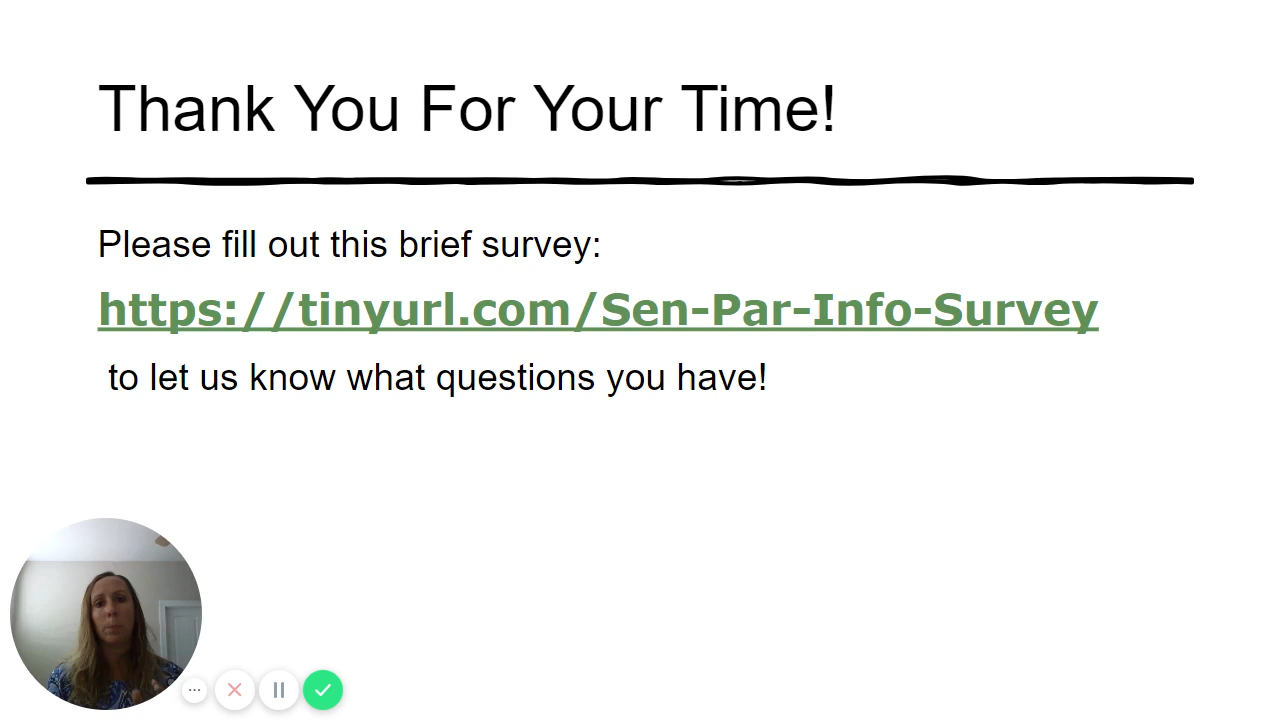 Thank You For Your Time!
Please fill out this brief survey:
https://tinyurl.com/Sen-Par-Info-Survey
to let us know what questions you have!